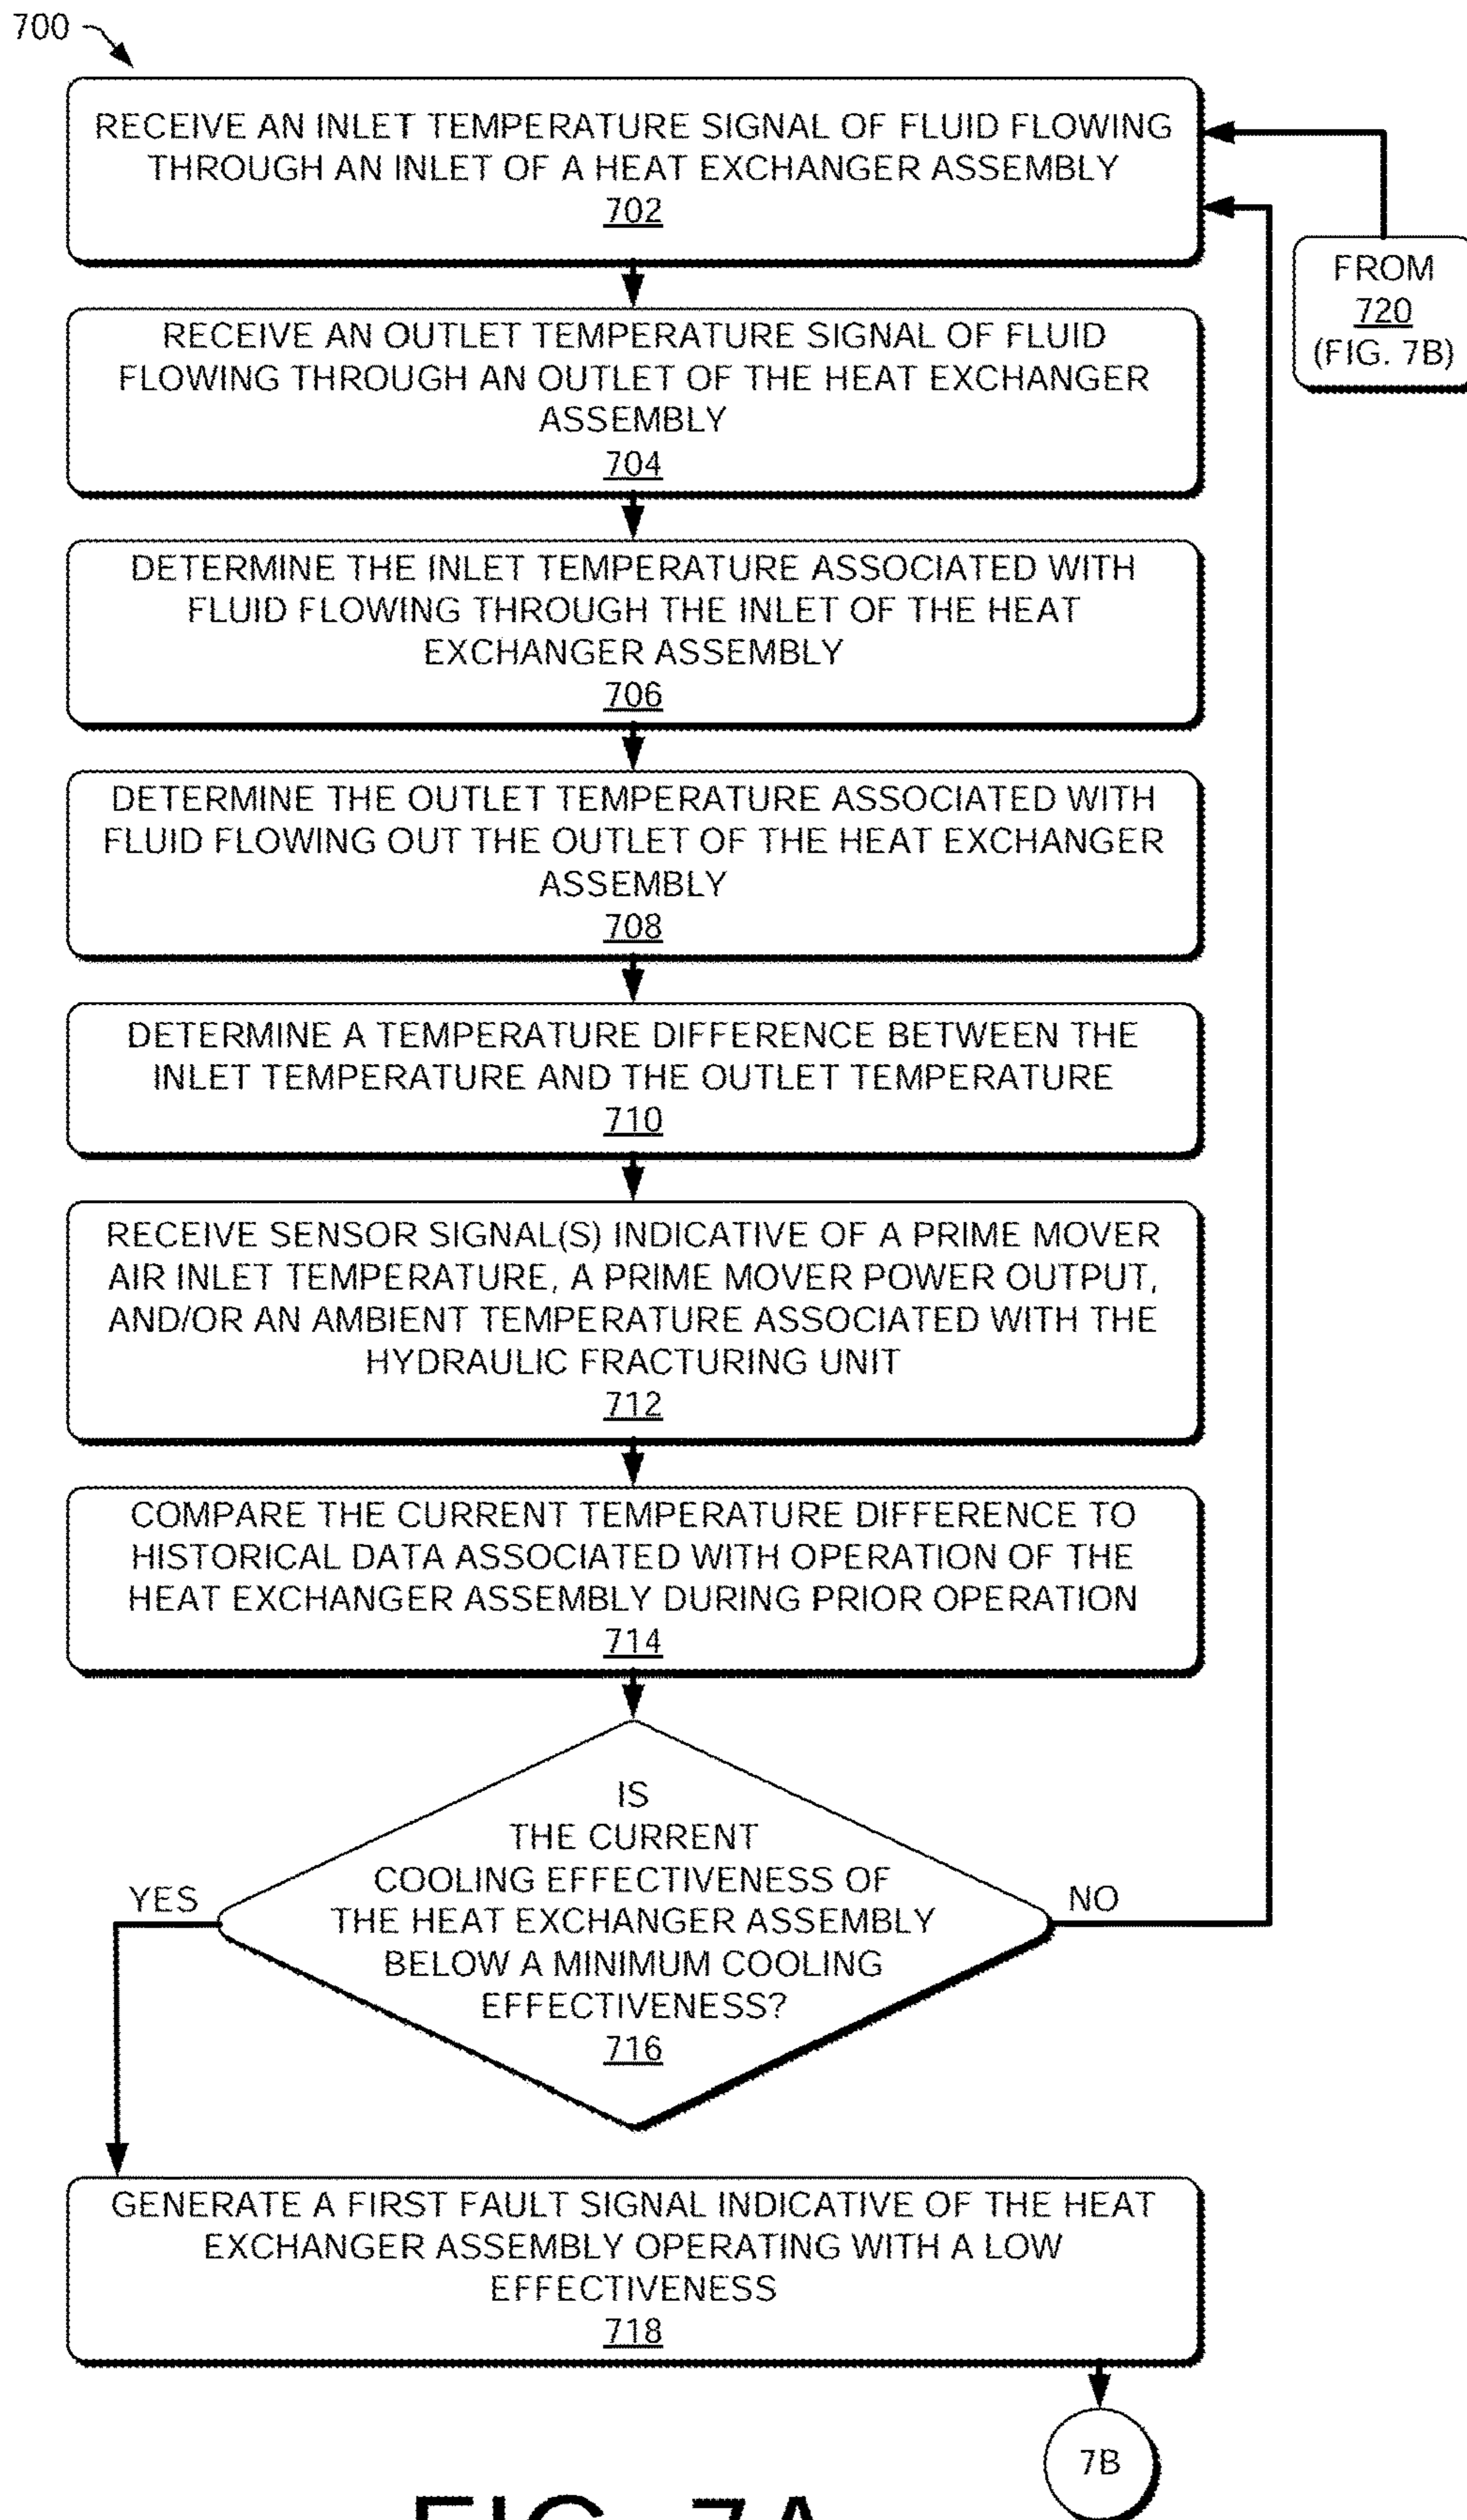 700
RECEIVE AN INLET TEMPERATURE SIGNAL OF FLUID FLOWING
THROUGH AN INLET OF A HEAT EXCHANGER ASSEMBLY
702
FROM
720
(FIG. 7B)
RECEIVE AN OUTLET TEMPERATURE SIGNAL OF FLUID
FLOWING THROUGH AN OUTLET OF THE HEAT EXCHANGER
ASSEMBLY
704
DETERMINE THE INLET TEMPERATURE ASSOCIATED WITH
FLUID FLOWING THROUGH THE INLET OF THE HEAT
EXCHANGER ASSEMBLY
706
DETERMINE THE OUTLET TEMPERATURE ASSOCIATED WITH
FLUID FLOWING OUT THE OUTLET OF THE HEAT EXCHANGER
ASSEMBLY
708
DETERMINE A TEMPERATURE DIFFERENCE BETWEEN THE
INLET TEMPERATURE AND THE OUTLET TEMPERATURE
710
RECEIVE SENSOR SIGNAL(S) INDICATIVE OF A PRIME MOVER
AIR INLET TEMPERATURE, A PRIME MOVER POWER OUTPUT,
AND/OR AN AMBIENT TEMPERATURE ASSOCIATED WITH THE
HYDRAULIC FRACTURING UNIT
712
COMPARE THE CURRENT TEMPERATURE DIFFERENCE TO
HISTORICAL DATA ASSOCIATED WITH OPERATION OF THE
HEAT EXCHANGER ASSEMBLY DURING PRIOR OPERATION
714
IS
THE CURRENT
COOLING EFFECTIVENESS OF
THE HEAT EXCHANGER ASSEMBLY
BELOW A MINIMUM COOLING
EFFECTIVENESS?
716
YES
NO
GENERATE A FIRST FAULT SIGNAL INDICATIVE OF THE HEAT
EXCHANGER ASSEMBLY OPERATING WITH A LOW
EFFECTIVENESS
718
7B
FIG. 7A